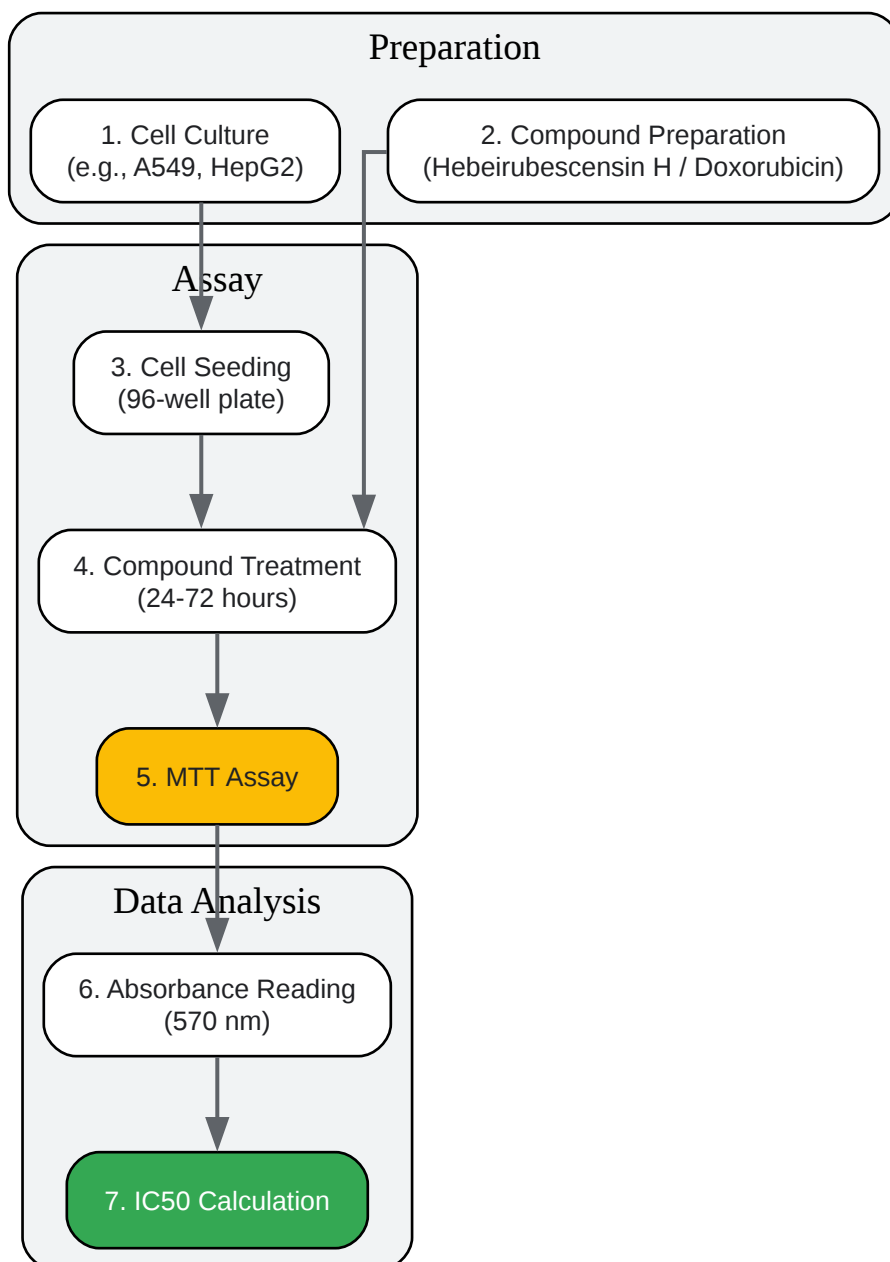 Preparation
1. Cell Culture
(e.g., A549, HepG2)
2. Compound Preparation
(Hebeirubescensin H / Doxorubicin)
Assay
3. Cell Seeding
(96-well plate)
4. Compound Treatment
(24-72 hours)
5. MTT Assay
Data Analysis
6. Absorbance Reading
(570 nm)
7. IC50 Calculation